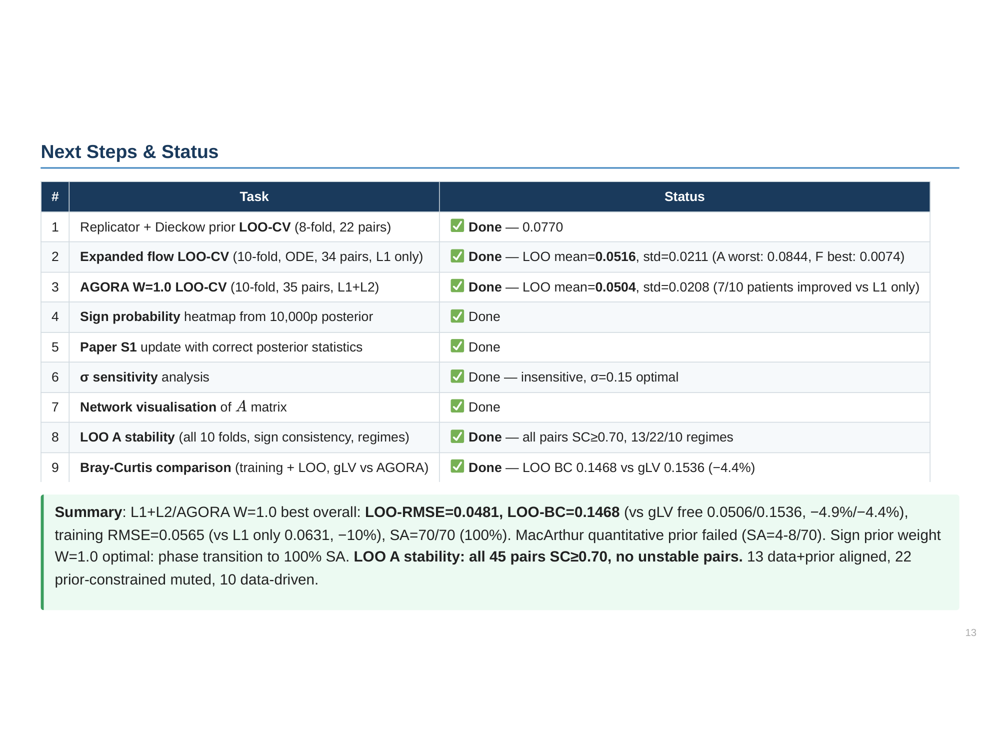 Next Steps & Status
# Task Status
1 Replicator + Dieckow prior LOO-CV (8-fold, 22 pairs) ✅ Done — 0.0770
2 Expanded flow LOO-CV (10-fold, ODE, 34 pairs, L1 only) ✅ Done — LOO mean=0.0516, std=0.0211 (A worst: 0.0844, F best: 0.0074)
3 AGORA W=1.0 LOO-CV (10-fold, 35 pairs, L1+L2) ✅ Done — LOO mean=0.0504, std=0.0208 (7/10 patients improved vs L1 only)
4 Sign probability heatmap from 10,000p posterior ✅ Done
5 Paper S1 update with correct posterior statistics ✅ Done
6 σ sensitivity analysis ✅ Done — insensitive, σ=0.15 optimal
7 Network visualisation of A matrix ✅ Done
8 LOO A stability (all 10 folds, sign consistency, regimes) ✅ Done — all pairs SC≥0.70, 13/22/10 regimes
9 Bray-Curtis comparison (training + LOO, gLV vs AGORA) ✅ Done — LOO BC 0.1468 vs gLV 0.1536 (−4.4%)
Summary: L1+L2/AGORA W=1.0 best overall: LOO-RMSE=0.0481, LOO-BC=0.1468 (vs gLV free 0.0506/0.1536, −4.9%/−4.4%),
training RMSE=0.0565 (vs L1 only 0.0631, −10%), SA=70/70 (100%). MacArthur quantitative prior failed (SA=4-8/70). Sign prior weight
W=1.0 optimal: phase transition to 100% SA. LOO A stability: all 45 pairs SC≥0.70, no unstable pairs. 13 data+prior aligned, 22
prior-constrained muted, 10 data-driven.
13